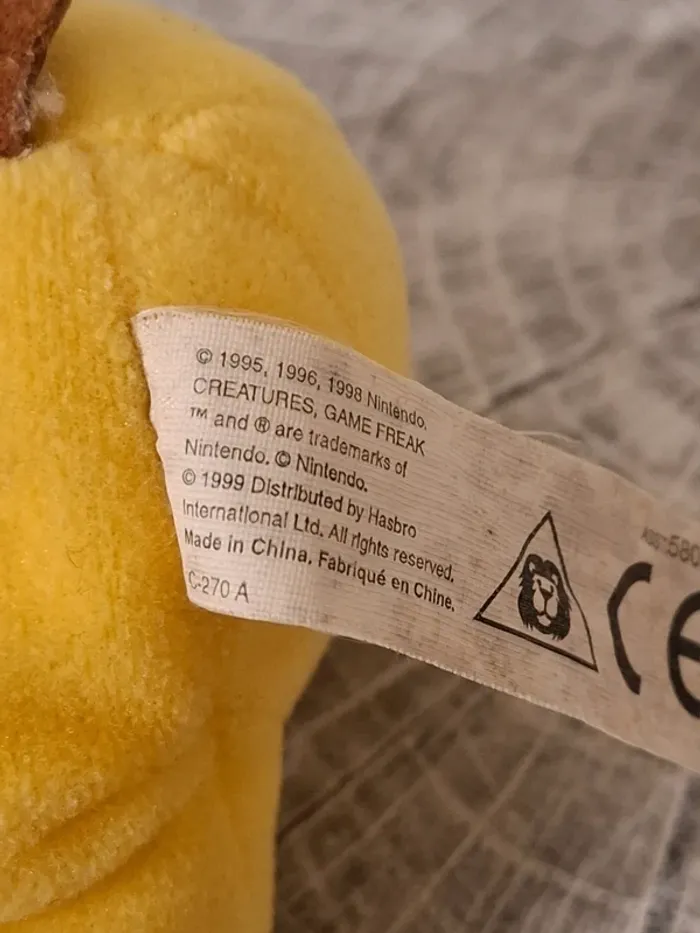 © 1995, 1996, 1998 Nintendo,
CREATURES, GAME FREAK
™ and ® are trademarks of
Nintendo. © Nintendo.
© 1999 Distributed by Hasbro
International Ltd. All rights reserved.
Made in China. Fabriqué en Chine.
C-270 A
580
CE